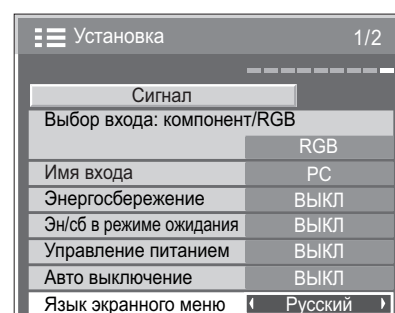 Установка 1/2
Сигнал
Выбор входа: компонент/RGB
RGB
Имя входа PC
Энергосбережение ВЫКЛ
Эн/сб в режиме ожидания ВЫКЛ
Управление питанием ВЫКЛ
Авто выключение ВЫКЛ
Язык экранного меню Русский